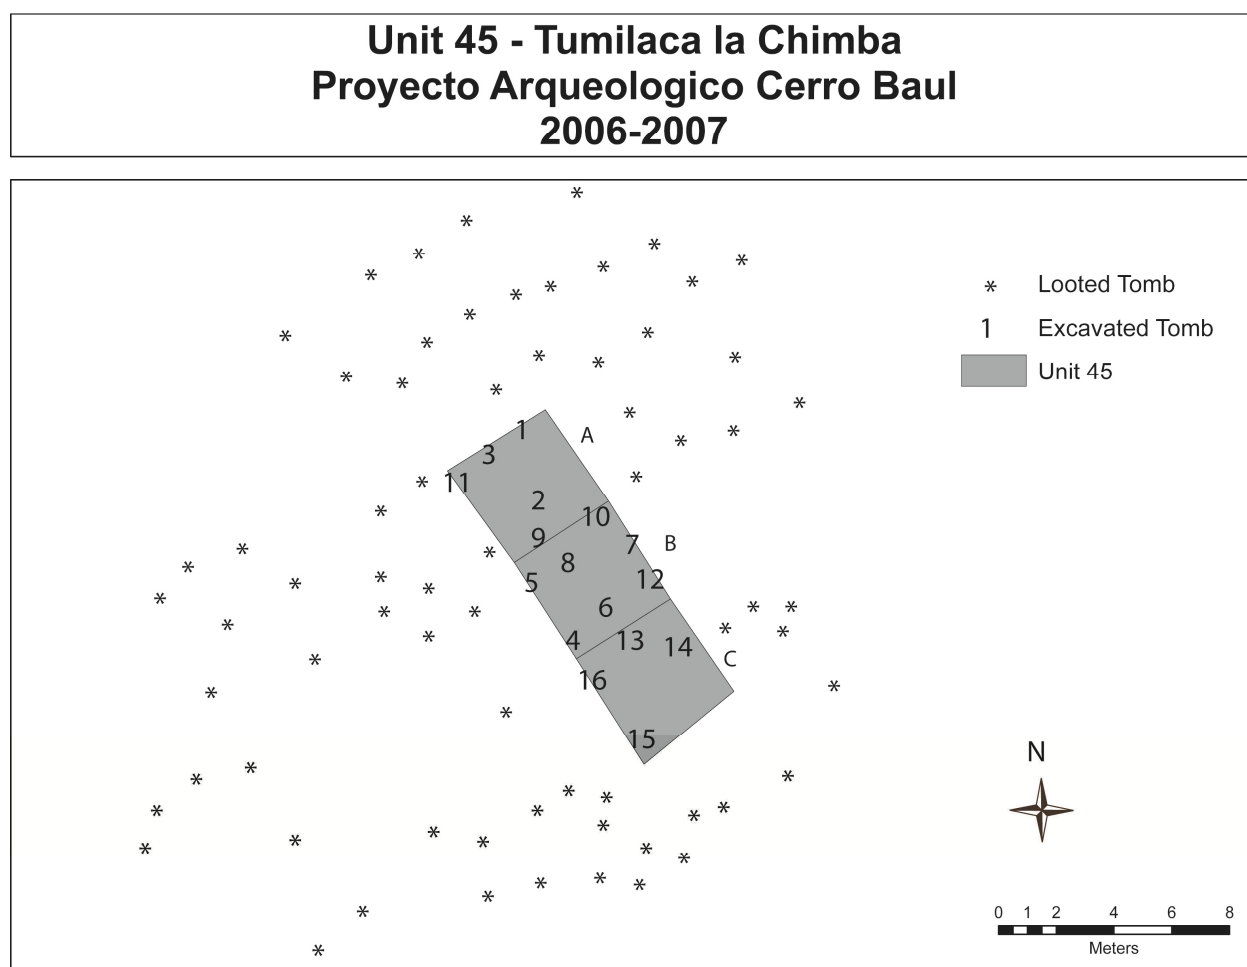 Unit 45 - Tumilaca la Chimba
Proyecto Arqueologico Cerro Baul
2006-2007
* Looted Tomb
1 Excavated Tomb
Unit 45
1
A
3
11
2
10
9
7
B
8
5
12
6
4
13
14
C
16
15
N
0 1 2 4 6 8
Meters